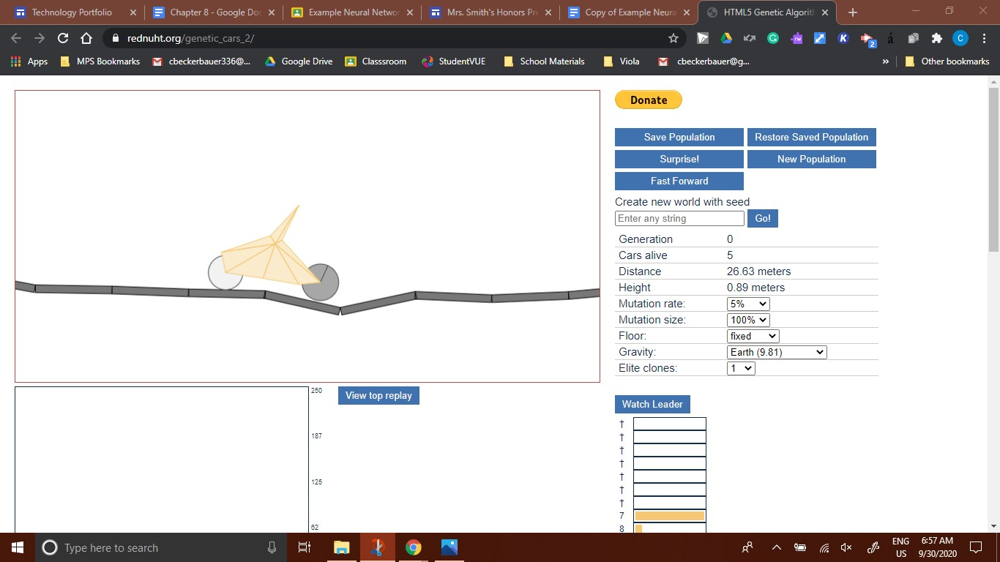 Technology Portfolio
Chapter 8 - Google Doc
Example Neural Networ
Mrs. Smith's Honors Pre
Copy of Example Neura
HTML5 Genetic Algorith
rednuht.org/genetic_cars_2/
rw
K
2
á
C
Apps
MPS Bookmarks
cbeckerbauer336@...
Google Drive
Classsroom
StudentVUE
School Materials
Viola
cbeckerbauer@g...
»
Other bookmarks
Donate
Save Population
Restore Saved Population
Surprise!
New Population
Fast Forward
Create new world with seed
Enter any string
Go!
Generation 0
Cars alive 5
Distance 26.63 meters
Height 0.89 meters
Mutation rate: 5%
Mutation size: 100%
Floor: fixed
Gravity: Earth (9.81)
Elite clones: 1
250
187
125
62
View top replay
Watch Leader
†
†
†
†
†
†
†
7
8
Type here to search
ENG
US
6:57 AM
9/30/2020